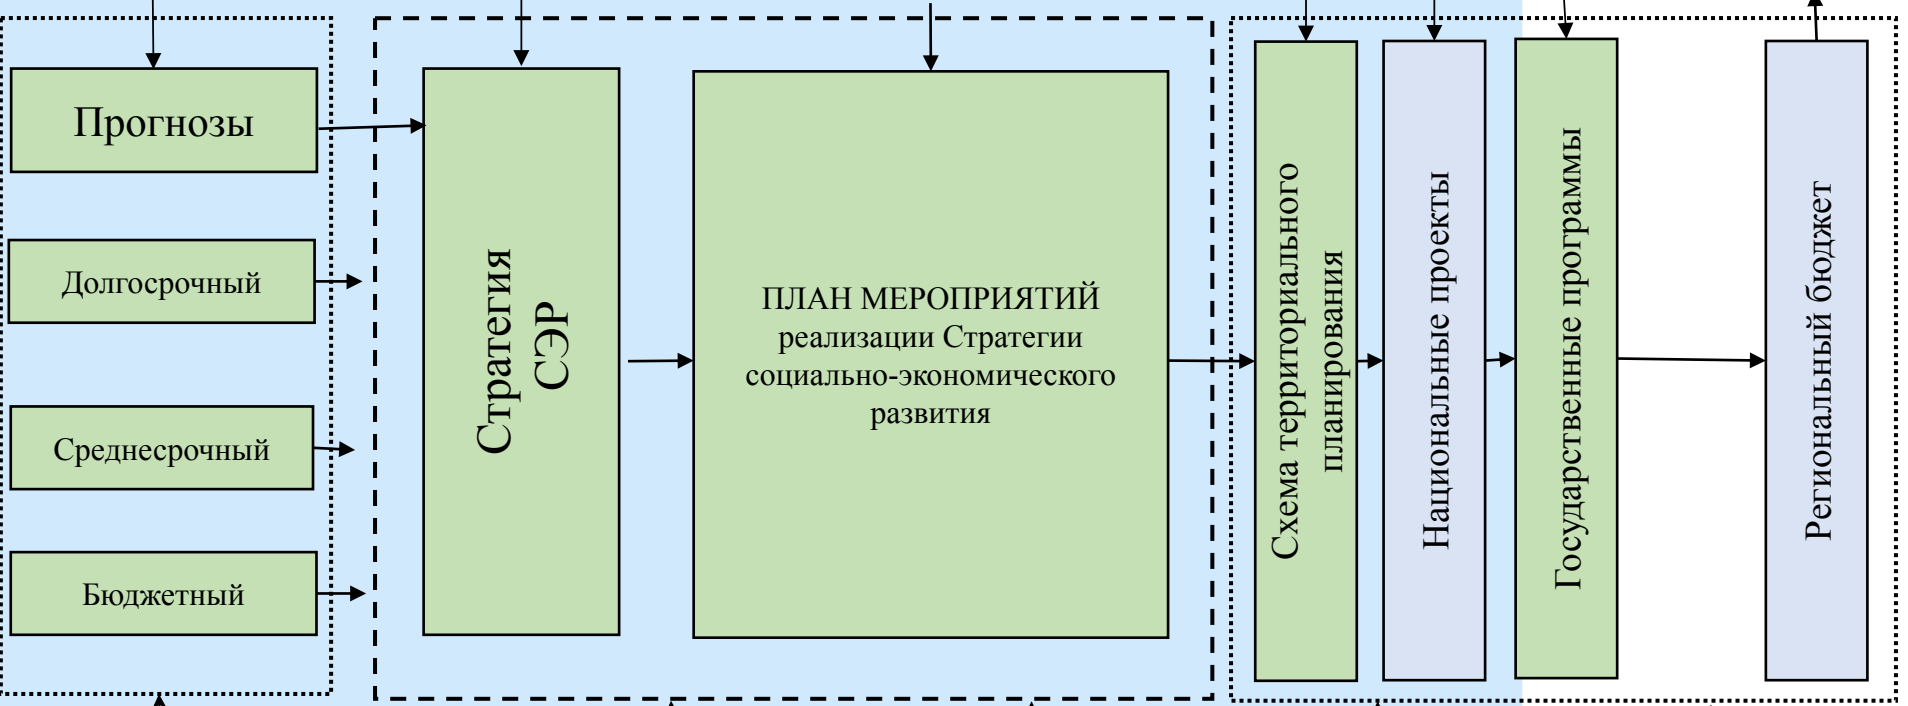 Прогнозы
Долгосрочный
Среднесрочный
Бюджетный
Стратегия
СЭР
ПЛАН МЕРОПРИЯТИЙ
реализации Стратегии
социально-экономического
развития
Схема территориального
планирования
Национальные проекты
Государственные программы
Региональный бюджет